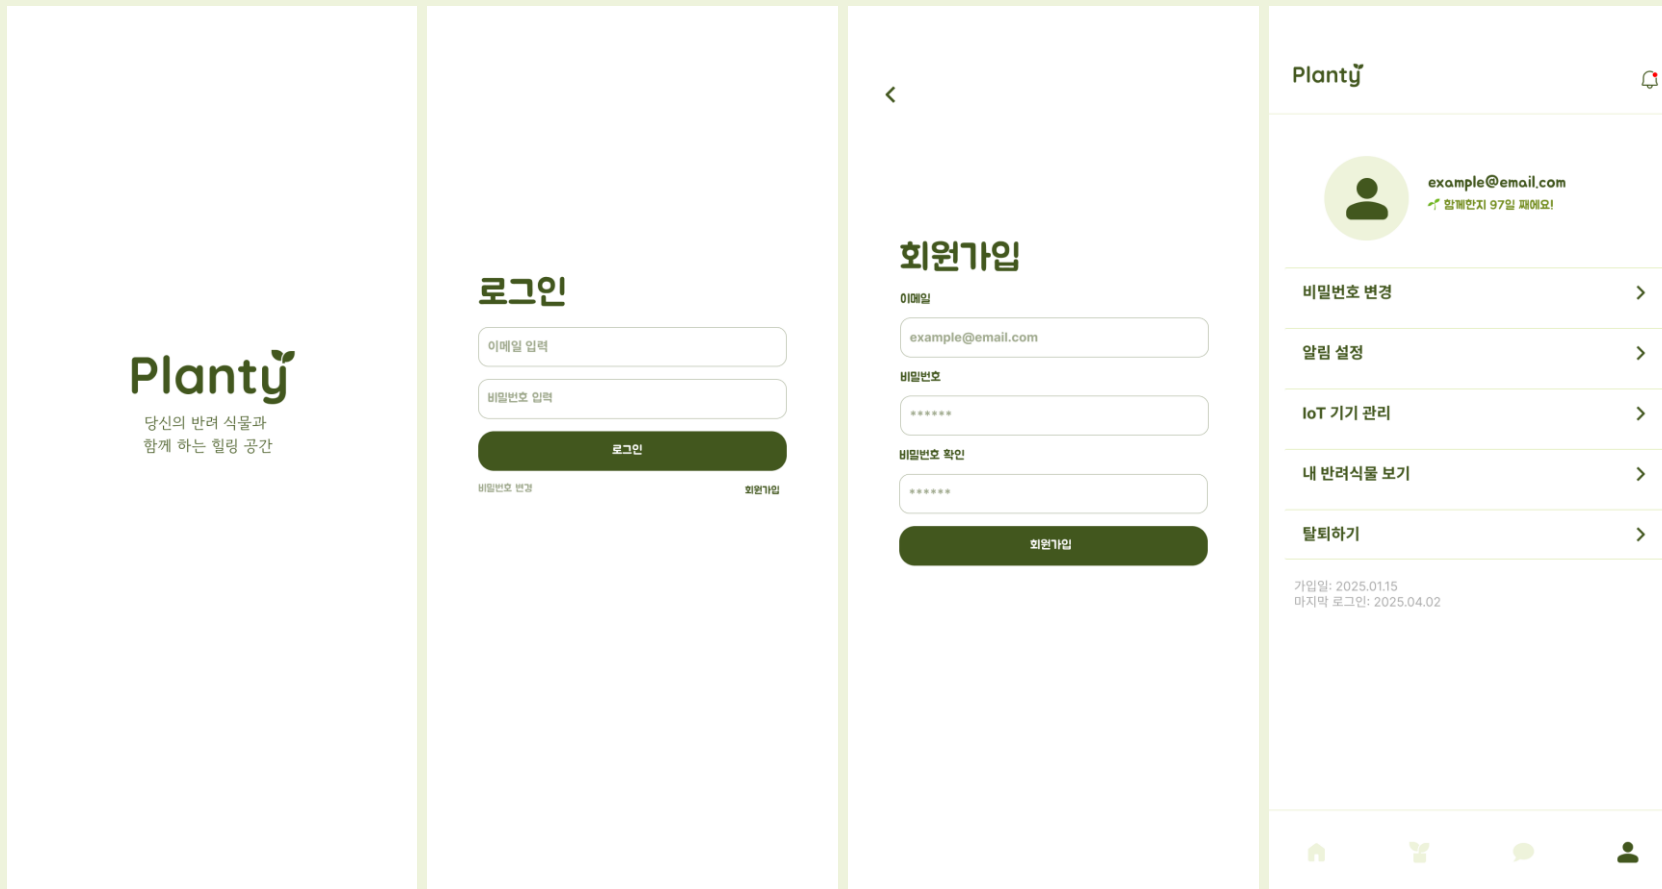 Planty
당신의 반려 식물과
함께 하는 힐링 공간
로그인
이메일 입력
비밀번호 입력
로그인
비밀번호 변경 회원가입
회원가입
이메일
example@email.com
비밀번호
******
비밀번호 확인
******
회원가입
Planty
example@email.com
함께한지 97일 째에요!
비밀번호 변경
알림 설정
IoT 기기 관리
내 반려식물 보기
탈퇴하기
가입일: 2025.01.15
마지막 로그인: 2025.04.02